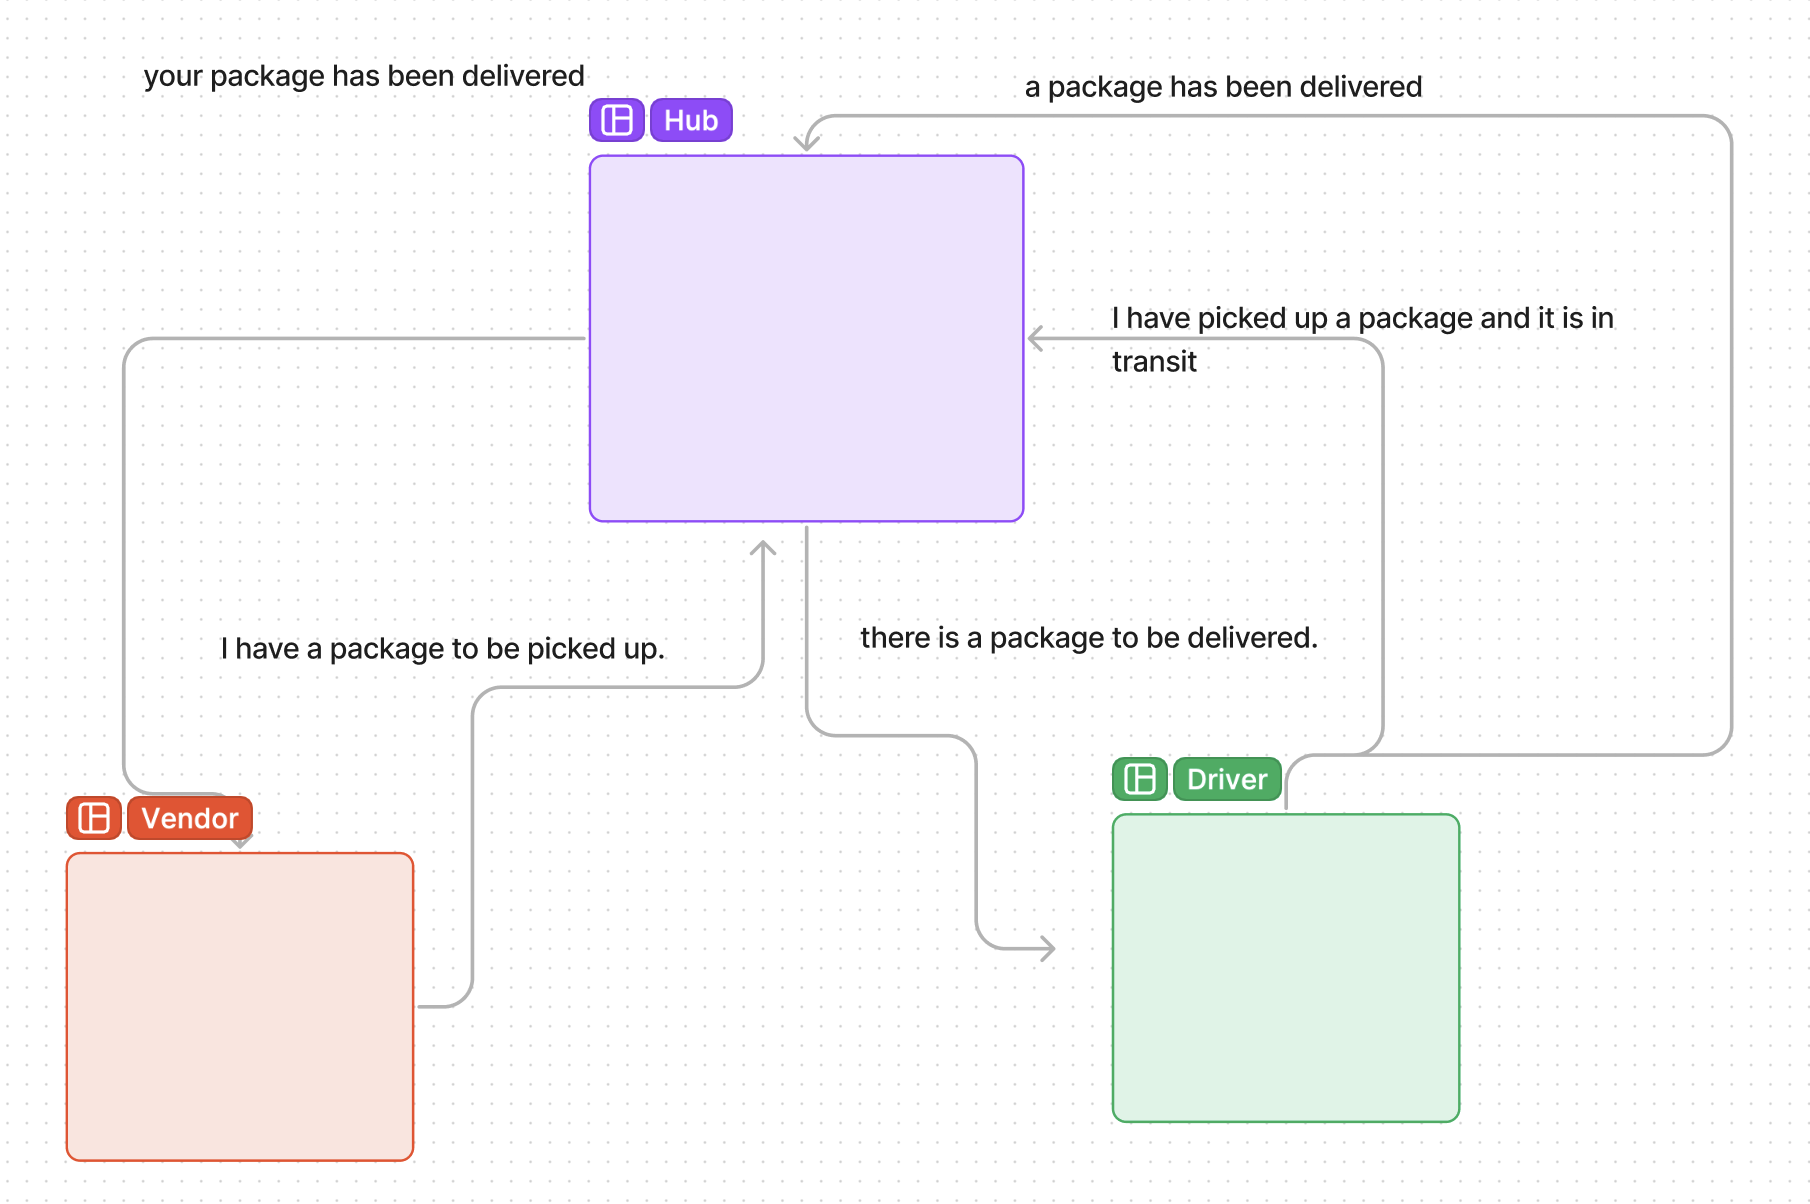 your package has been delivered
a package has been delivered
Hub
I have picked up a package and it is in
transit
I have a package to be picked up.
there is a package to be delivered.
Driver
Vendor